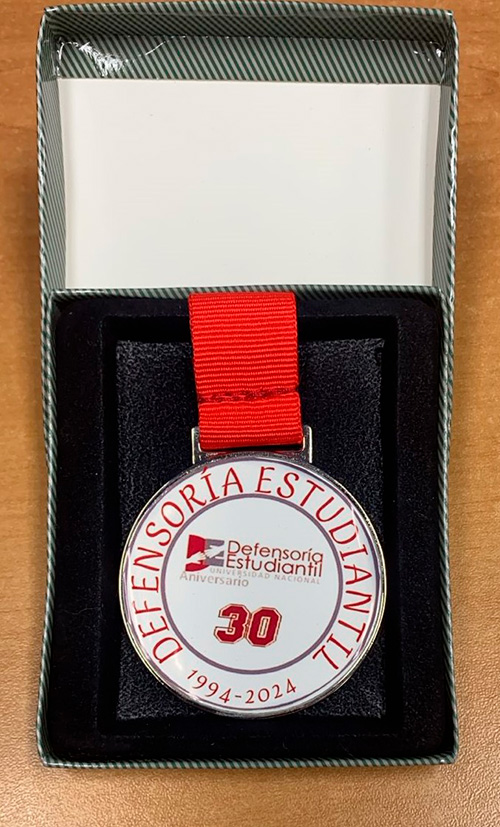 DEFENSORÍA ESTUDIANTIL
Defensoría
Estudiantil
UNIVERSIDAD NACIONAL
Aniversario
30
1994-2024